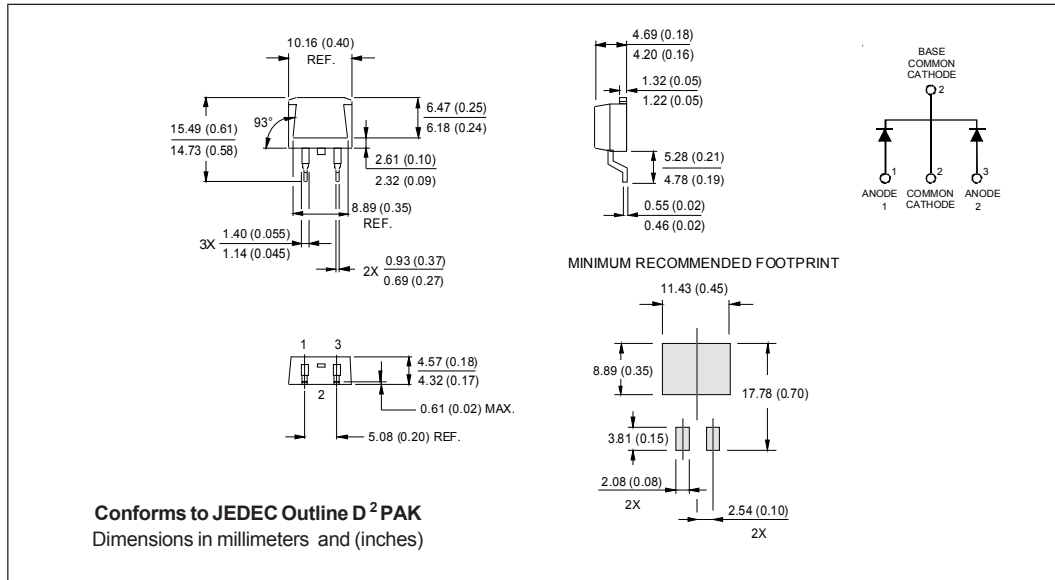 10.16 (0.40)
REF.
15.49 (0.61)
14.73 (0.58)
93°
6.47 (0.25)
6.18 (0.24)
2.61 (0.10)
2.32 (0.09)
8.89 (0.35)
REF.
3X
1.40 (0.055)
1.14 (0.045)
2X
0.93 (0.37)
0.69 (0.27)
4.69 (0.18)
4.20 (0.16)
1.32 (0.05)
1.22 (0.05)
5.28 (0.21)
4.78 (0.19)
0.55 (0.02)
0.46 (0.02)
BASE
COMMON
CATHODE
2
1
2
3
ANODE
1
COMMON
CATHODE
ANODE
2
1
3
2
4.57 (0.18)
4.32 (0.17)
0.61 (0.02) MAX.
5.08 (0.20) REF.
MINIMUM RECOMMENDED FOOTPRINT
11.43 (0.45)
8.89 (0.35)
17.78 (0.70)
3.81 (0.15)
2.08 (0.08)
2X
2.54 (0.10)
2X
Conforms to JEDEC Outline D 2 PAK
Dimensions in millimeters and (inches)